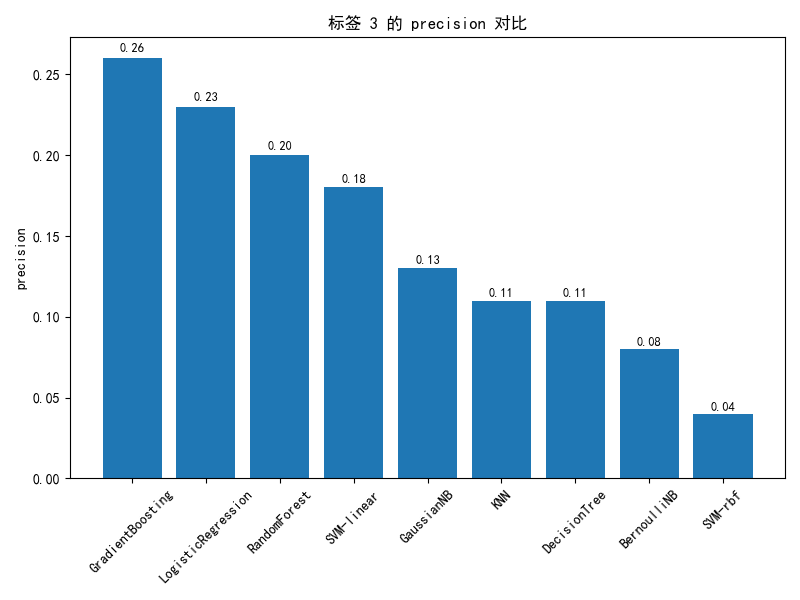 标签 3 的 precision 对比
precision
0.25
0.20
0.15
0.10
0.05
0.00
0.26
0.23
0.20
0.18
0.13
0.11
0.11
0.08
0.04
GradientBoosting
LogisticRegression
RandomForest
SVM-linear
GaussianNB
KNN
DecisionTree
BernoulliNB
SVM-rbf